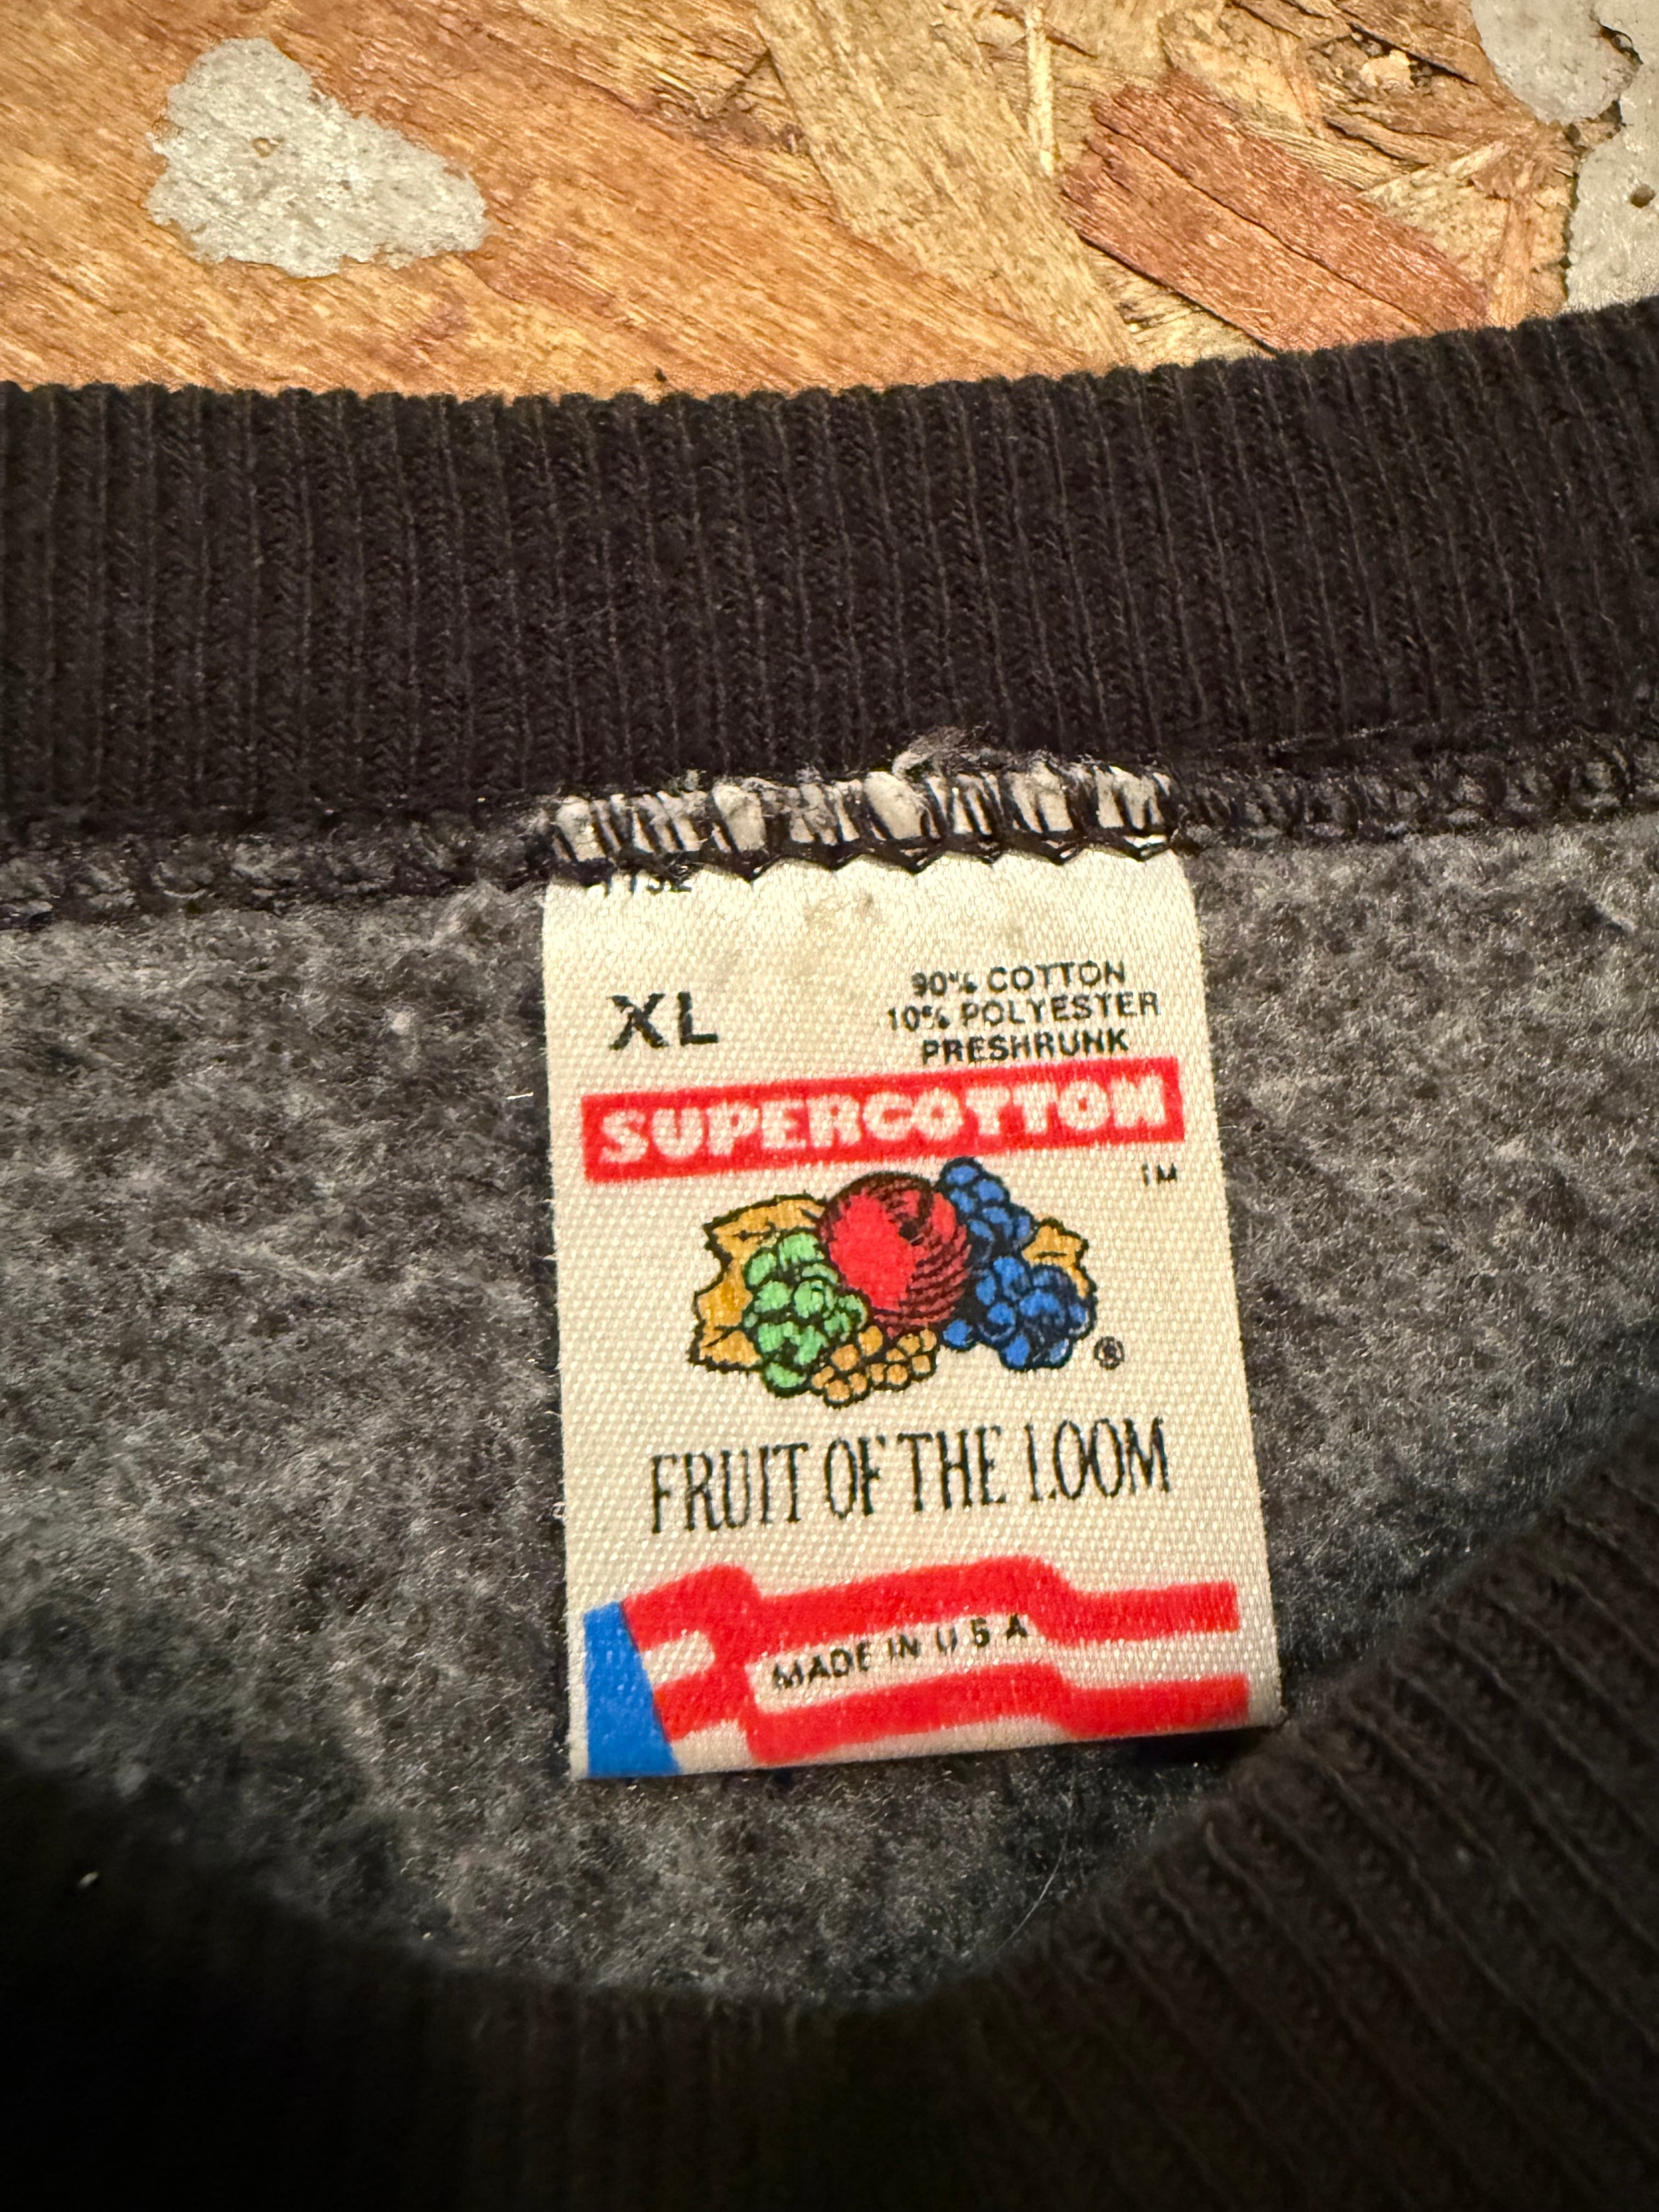 XL
90% COTTON
10% POLYESTER
PRESHRUNK
SUPERCOTTON
TM
®
FRUIT OF THE LOOM
MADE IN U S A